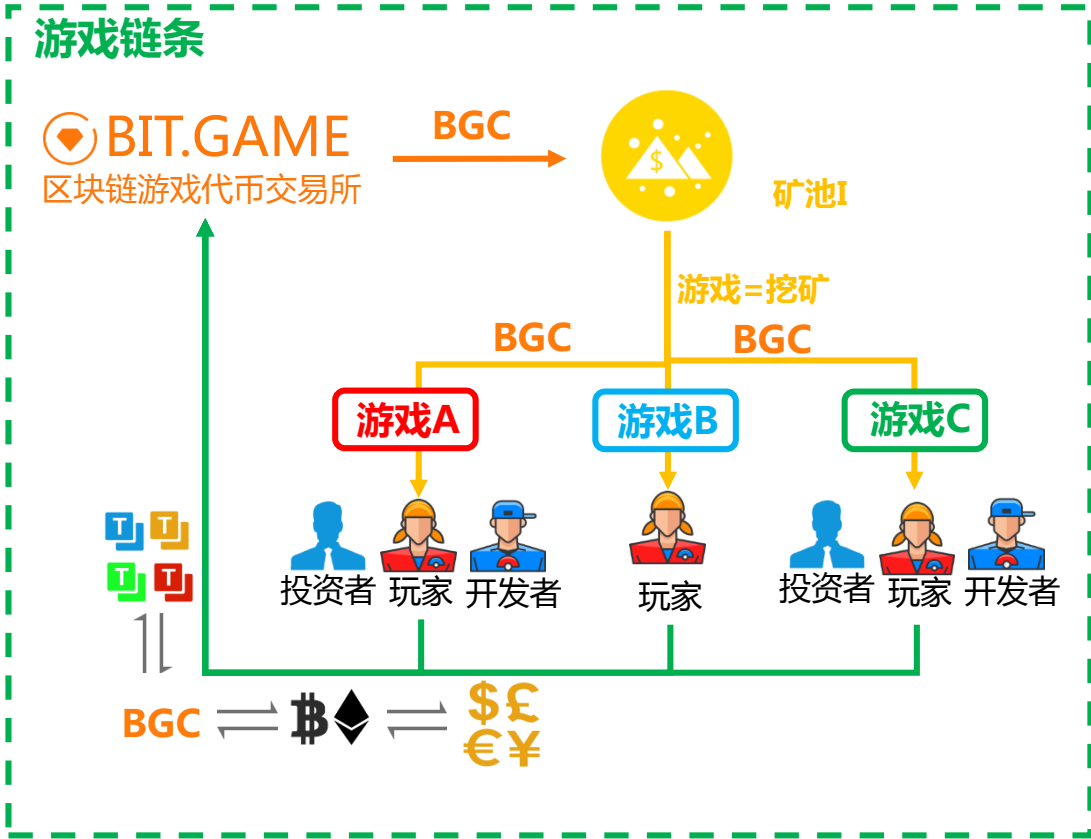 游戏链条
BIT.GAME
区块链游戏代币交易所
BGC
$
矿池I
游戏=挖矿
BGC
BGC
游戏A
游戏B
游戏C
T
T
T
T
投资者
玩家
开发者
玩家
投资者
玩家
开发者
BGC
₿
$£
€¥